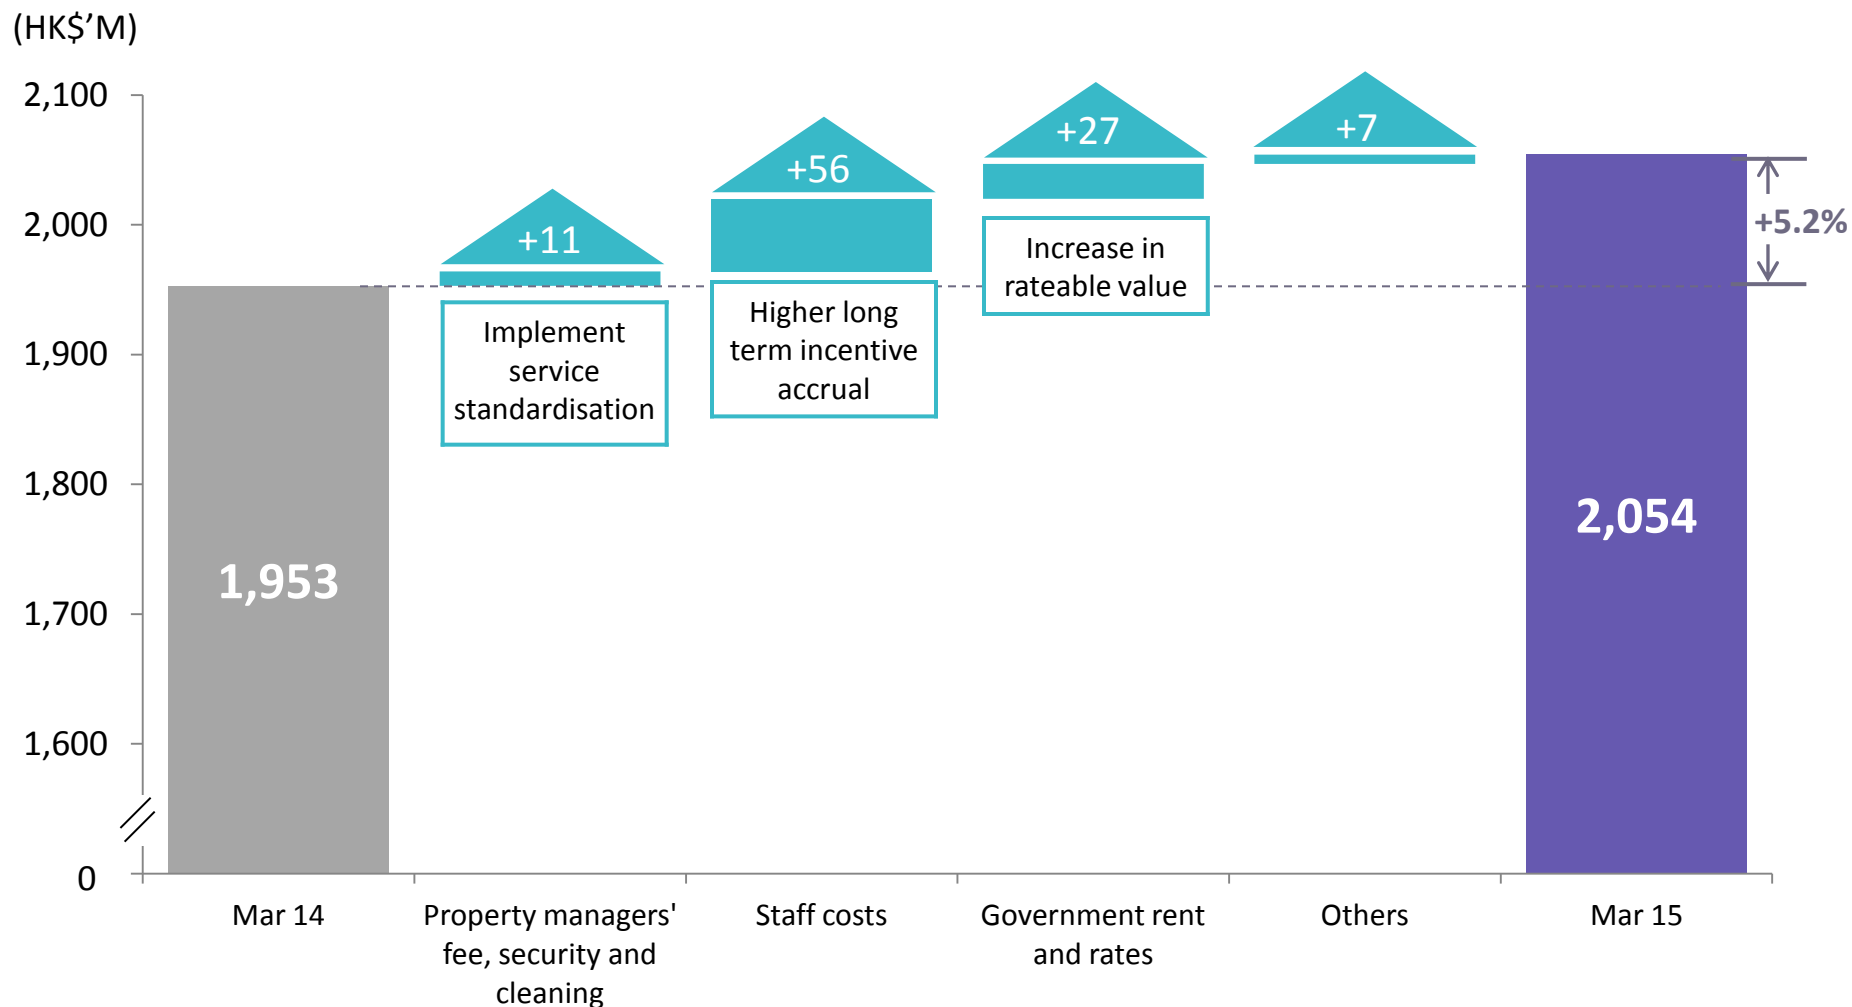 (HK$’M)
2,100
2,000
1,900
1,800
1,700
1,600
0
+11
+56
+27
+7
+5.2%
Implement
service
standardisation
Higher long
term incentive
accrual
Increase in
rateable value
1,953
2,054
Mar 14
Property managers'
fee, security and
cleaning
Staff costs
Government rent
and rates
Others
Mar 15